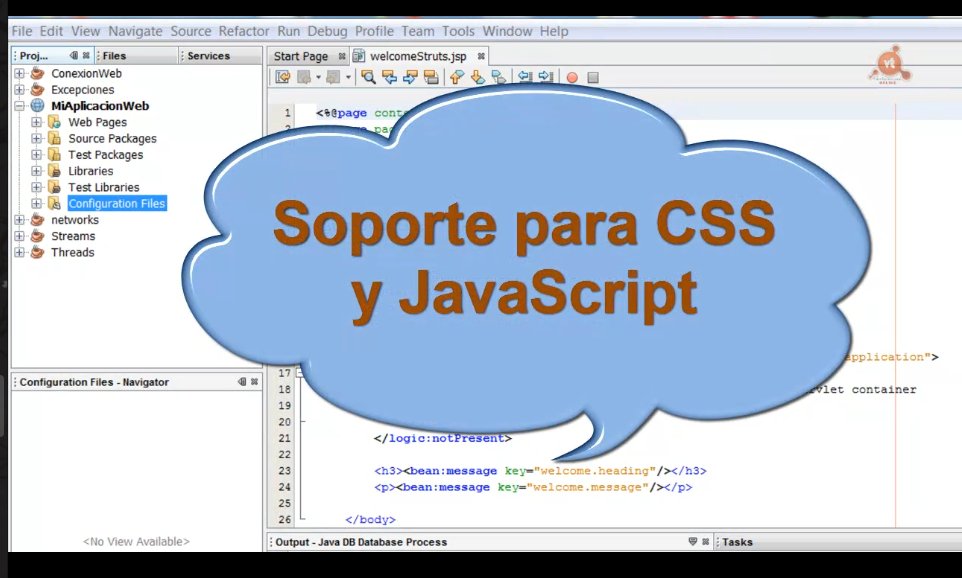 File Edit View Navigate Source Refactor Run Debug Profile Team Tools Window Help
Proj... Files Services
Start Page welcomeStruts.jsp
ConexionWeb
Excepciones
MiAplicacionWeb
Web Pages
Source Packages
Test Packages
Libraries
Test Libraries
Configuration Files
networks
Streams
Threads
vt
1 <%@page
Soporte para CSS
y JavaScript
application">
17
18 container
19
20
21 </logic:notPresent>
22
23 <h3><bean:message key="welcome.heading"/></h3>
24 <p><bean:message key="welcome.message"/></p>
25
26 </body>
Configuration Files - Navigator
<No View Available>
Output - Java DB Database Process
Tasks